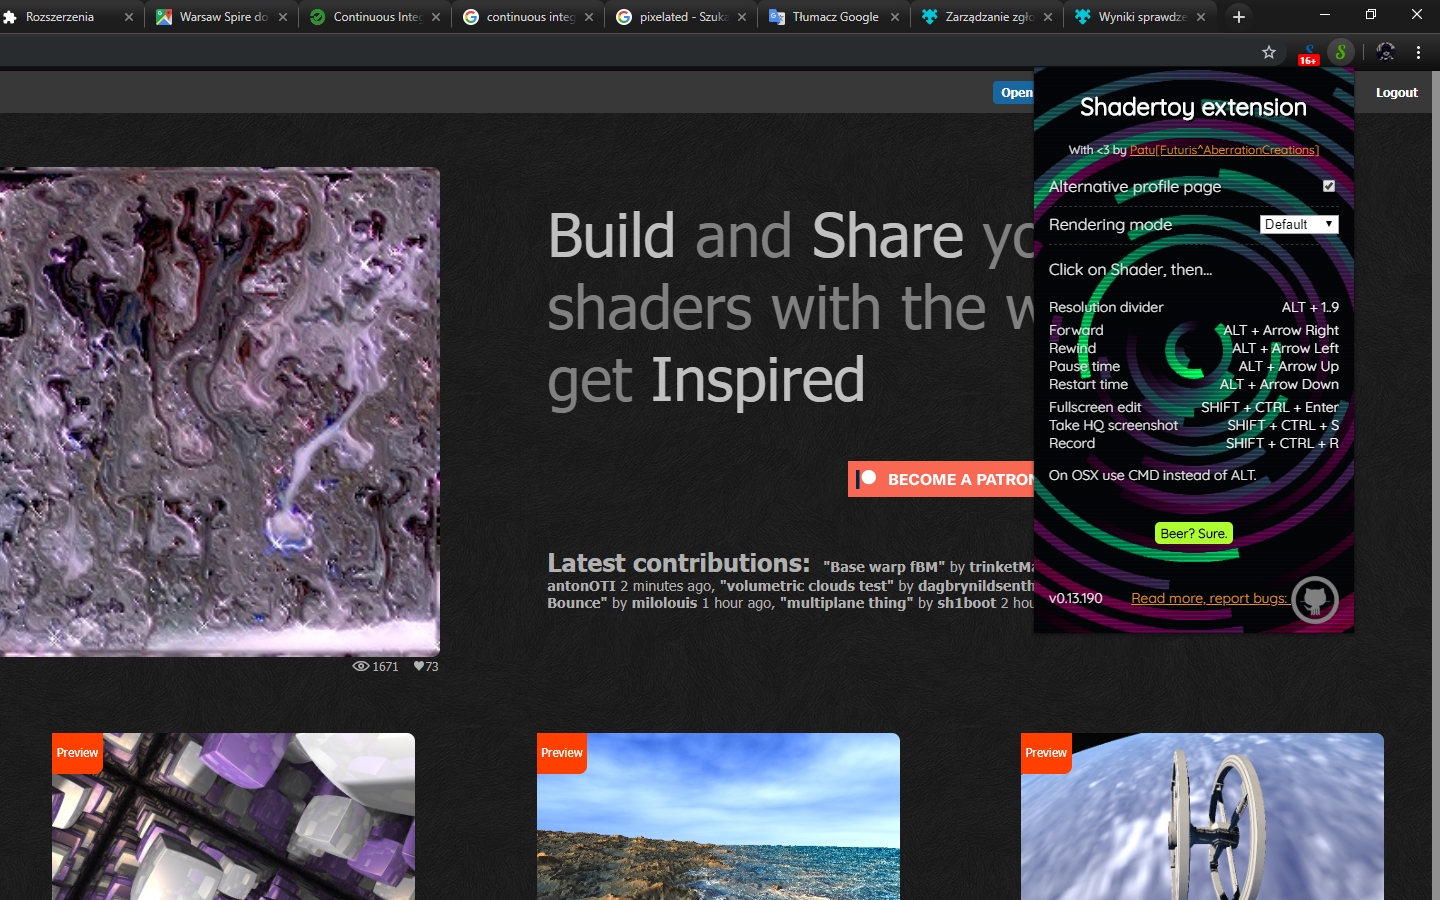 Rozszerzenia
Warsaw Spire do
Continuous Integ
continuous integ
pixelated - Szuka
Tłumacz Google
Zarządzanie zgło
Wyniki sprawdze
16+
Open
Logout
Shadertoy extension
With <3 by Patu[Futuris^AberrationCreations]
Alternative profile page
Rendering mode Default
Click on Shader, then...
Resolution divider ALT + 1..9
Forward ALT + Arrow Right
Rewind ALT + Arrow Left
Pause time ALT + Arrow Up
Restart time ALT + Arrow Down
Fullscreen edit SHIFT + CTRL + Enter
Take HQ screenshot SHIFT + CTRL + S
Record SHIFT + CTRL + R
On OSX use CMD instead of ALT.
Beer? Sure.
v0.13.190 Read more, report bugs:
Build and Share yo
shaders with the w
get Inspired
BECOME A PATRON
Latest contributions: "Base warp fBM" by trinketMa
antonOTI 2 minutes ago, "volumetric clouds test" by dagbrynildsenth
Bounce" by milolouis 1 hour ago, "multiplane thing" by sh1boot 2 hou
1671 73
Preview
Preview
Preview